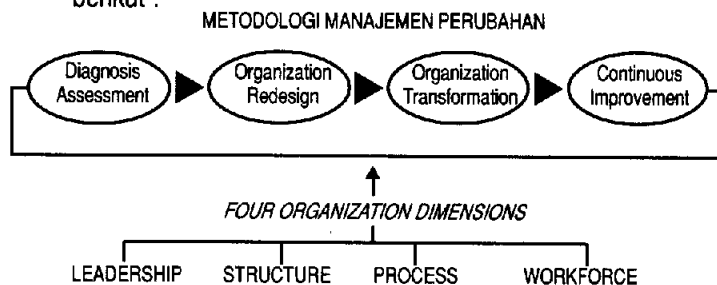 berikut :
METODOLOGI MANAJEMEN PERUBAHAN
Diagnosis Assessment
Organization Redesign
Organization Transformation
Continuous Improvement
FOUR ORGANIZATION DIMENSIONS
LEADERSHIP STRUCTURE PROCESS WORKFORCE